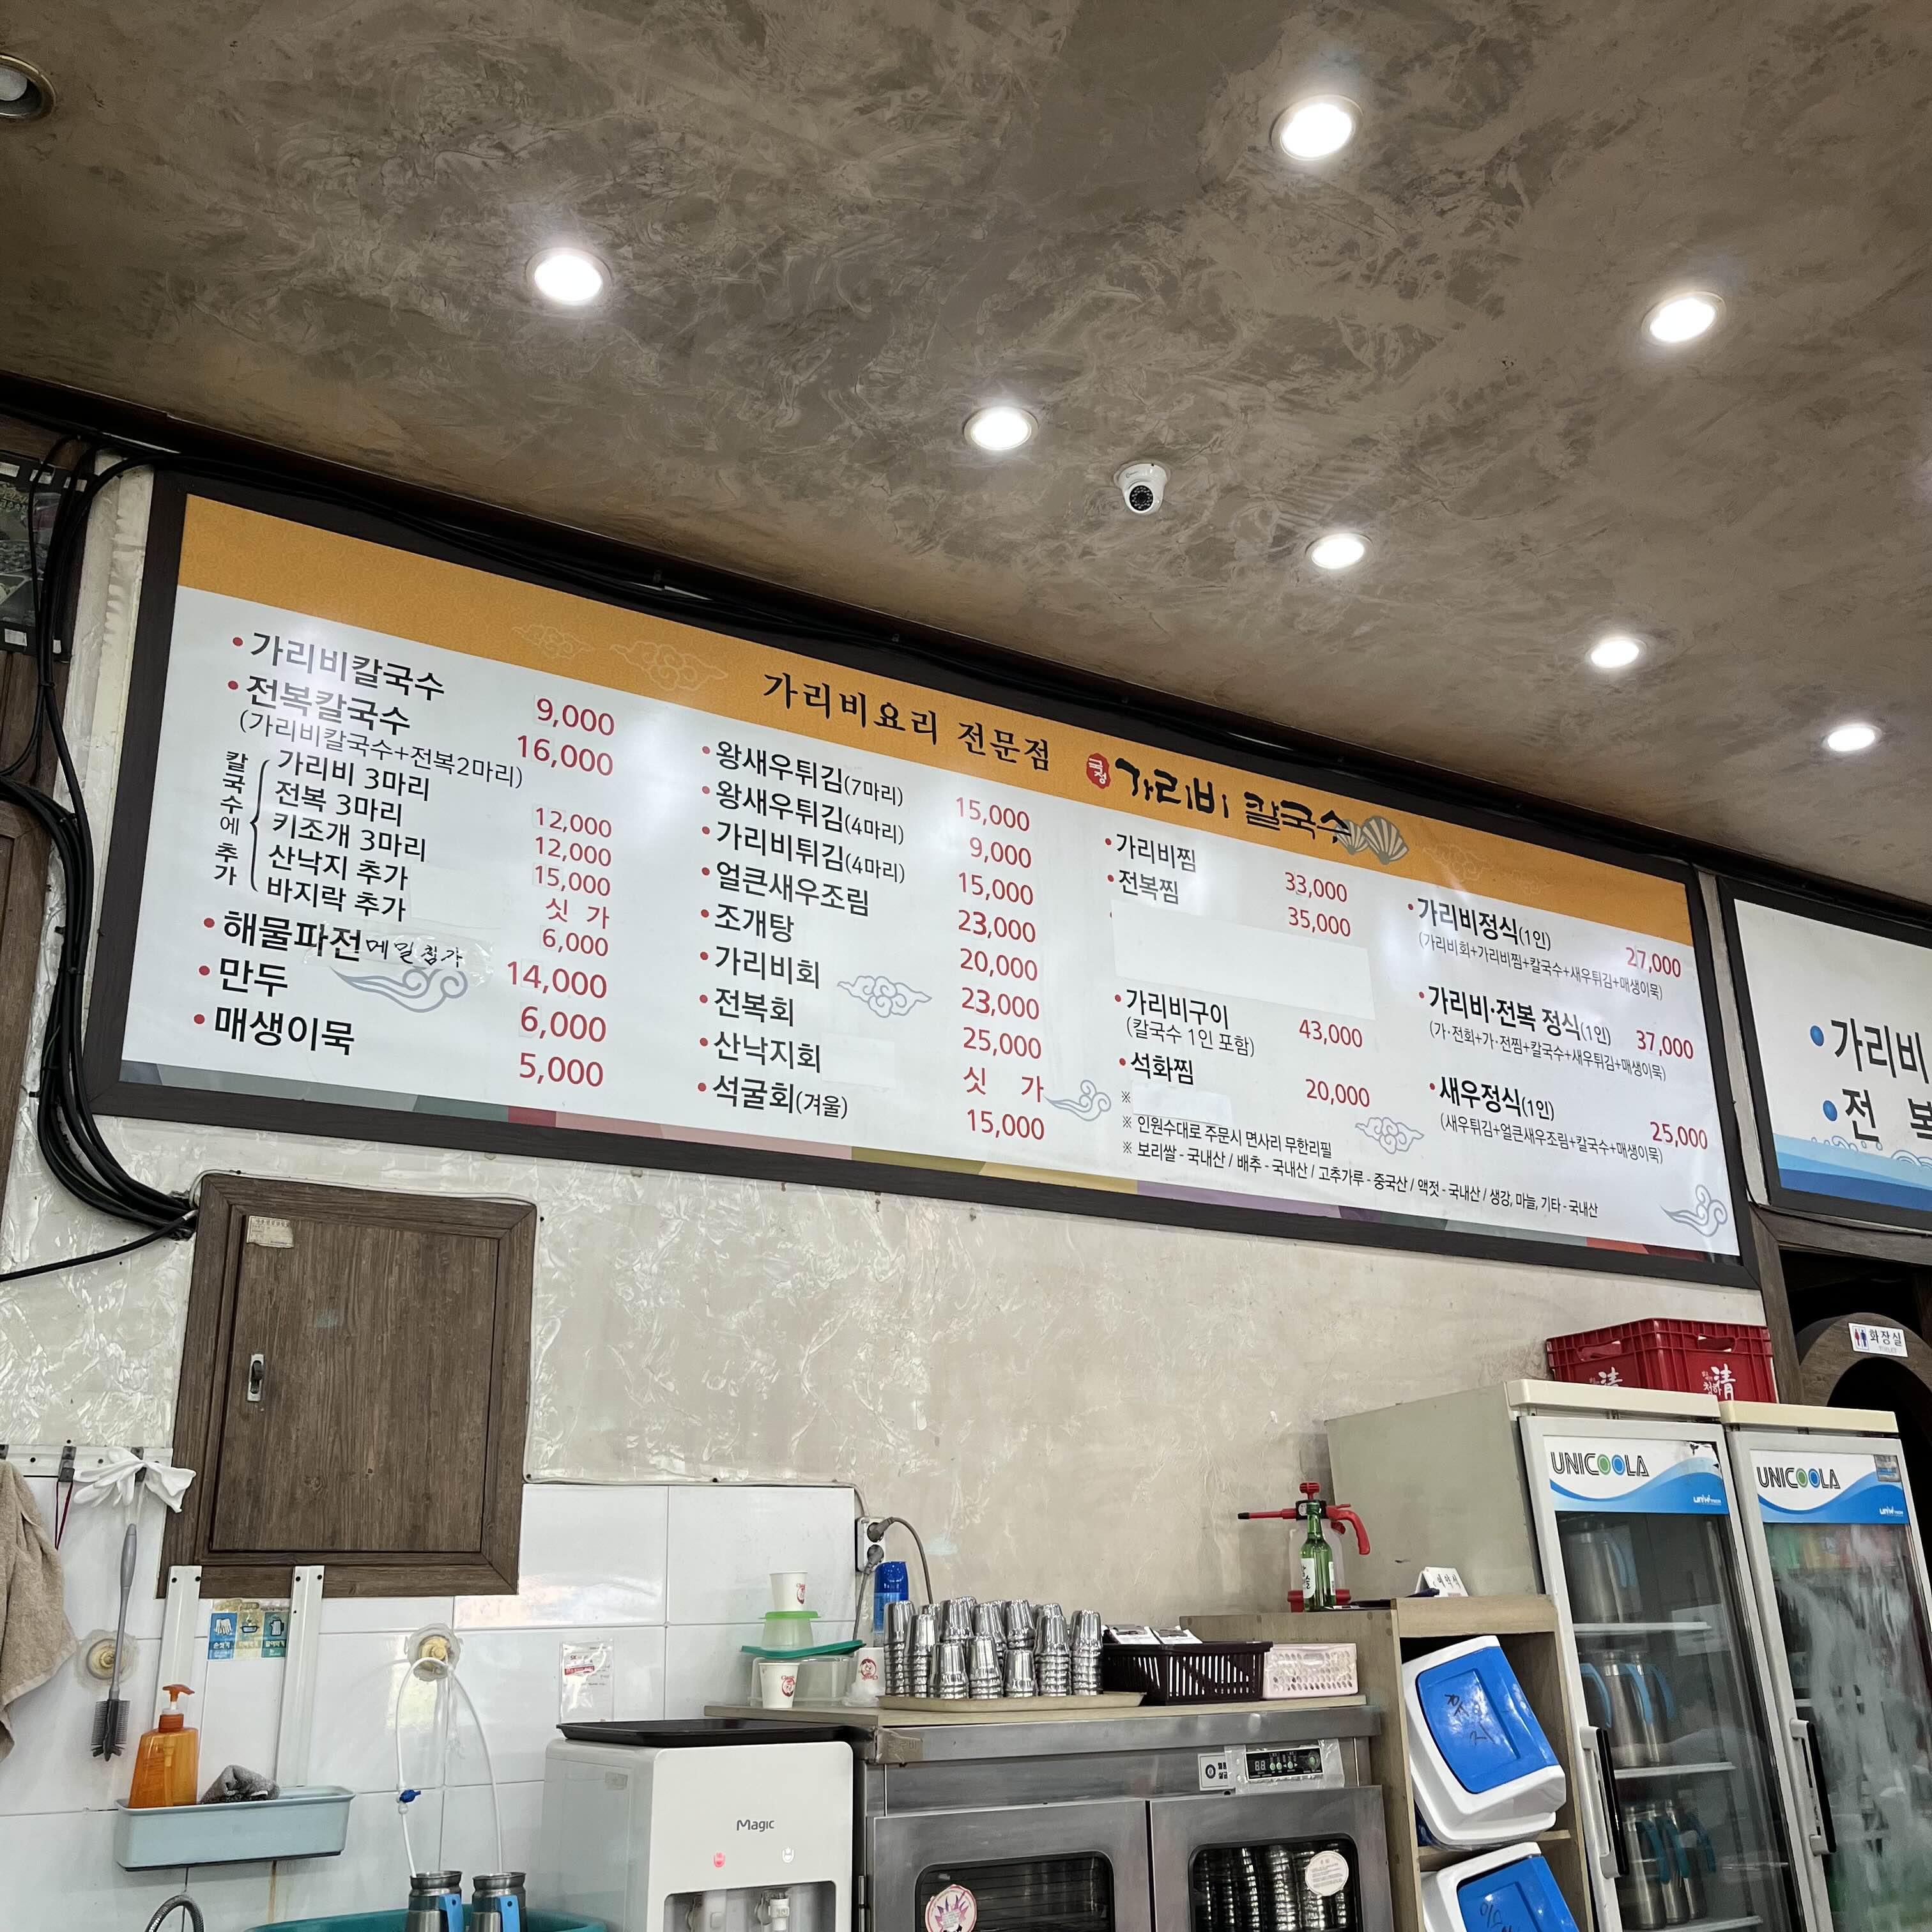 가리비요리 전문점 국정 가리비 칼국수
• 가리비칼국수 9,000
• 전복칼국수 16,000
(가리비칼국수+전복2마리)
칼국수에 추가
가리비 3마리 12,000
전복 3마리 12,000
키조개 3마리 15,000
산낙지 추가 싯 가
바지락 추가 6,000
• 해물파전 메밀첨가 14,000
• 만두 6,000
• 매생이묵 5,000
• 왕새우튀김(7마리) 15,000
• 왕새우튀김(4마리) 9,000
• 가리비튀김(4마리) 15,000
• 얼큰새우조림 23,000
• 조개탕 20,000
• 가리비회 23,000
• 전복회 25,000
• 산낙지회 싯 가
• 석굴회(겨울) 15,000
• 가리비찜 33,000
• 전복찜 35,000
• 가리비구이 43,000
(칼국수 1인 포함)
• 석화찜 20,000
※
※ 인원수대로 주문시 면사리 무한리필
※ 보리쌀 - 국내산 / 배추 - 국내산 / 고추가루 - 중국산 / 액젓 - 국내산 / 생강, 마늘, 기타 - 국내산
• 가리비정식(1인) 27,000
(가리비회+가리비찜+칼국수+새우튀김+매생이묵)
• 가리비·전복 정식(1인) 37,000
(가·전회+가·전찜+칼국수+새우튀김+매생이묵)
• 새우정식(1인) 25,000
(새우튀김+얼큰새우조림+칼국수+매생이묵)
• 가리비
• 전 복
화장실
清
清
UNICOOLA
UNICOOLA
Magic